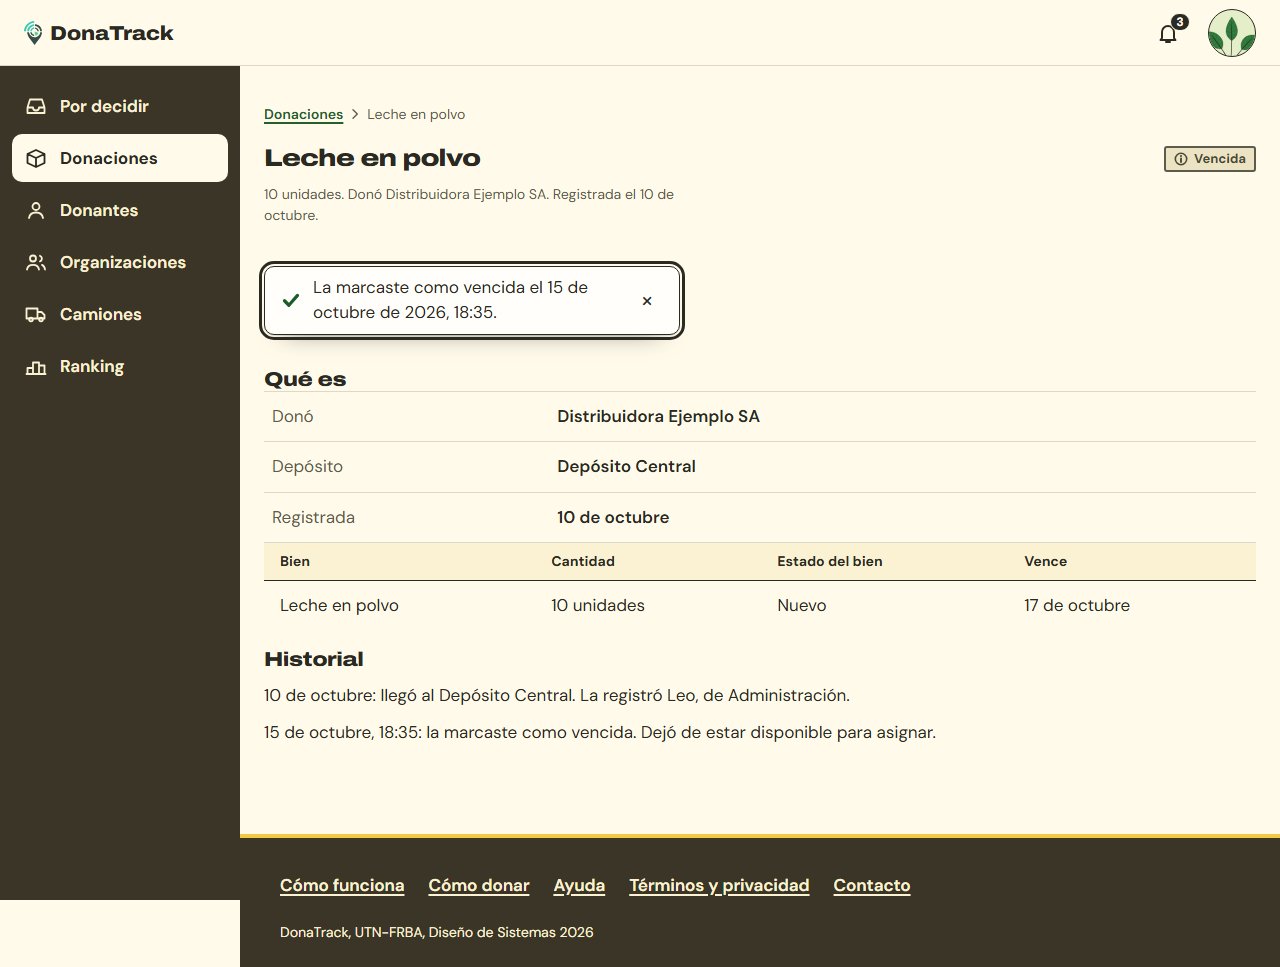 DonaTrack
3
Por decidir
Donaciones
Donantes
Organizaciones
Camiones
Ranking
Donaciones > Leche en polvo
Leche en polvo
Vencida
10 unidades. Donó Distribuidora Ejemplo SA. Registrada el 10 de
octubre.
La marcaste como vencida el 15 de
octubre de 2026, 18:35.
Qué es
Donó Distribuidora Ejemplo SA
Depósito Depósito Central
Registrada 10 de octubre
Bien Cantidad Estado del bien Vence
Leche en polvo 10 unidades Nuevo 17 de octubre
Historial
10 de octubre: llegó al Depósito Central. La registró Leo, de Administración.
15 de octubre, 18:35: la marcaste como vencida. Dejó de estar disponible para asignar.
Cómo funciona Cómo donar Ayuda Términos y privacidad Contacto
DonaTrack, UTN-FRBA, Diseño de Sistemas 2026